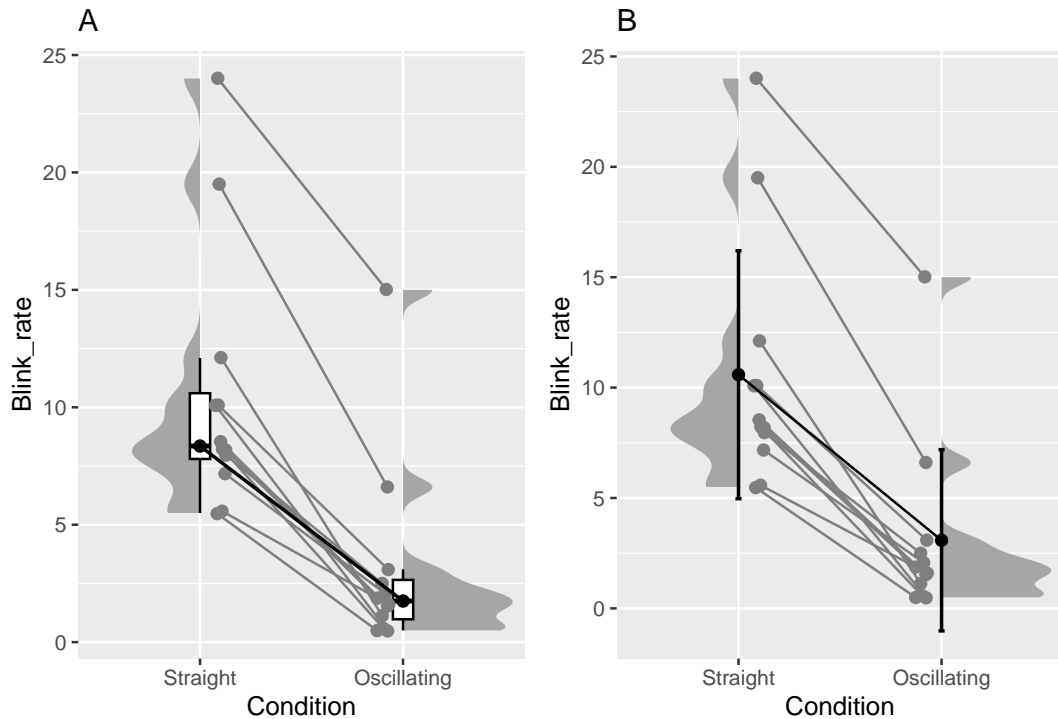 A
Blink_rate
25
20
15
10
5
0
Straight
Oscillating
Condition
B
Blink_rate
25
20
15
10
5
0
Straight
Oscillating
Condition